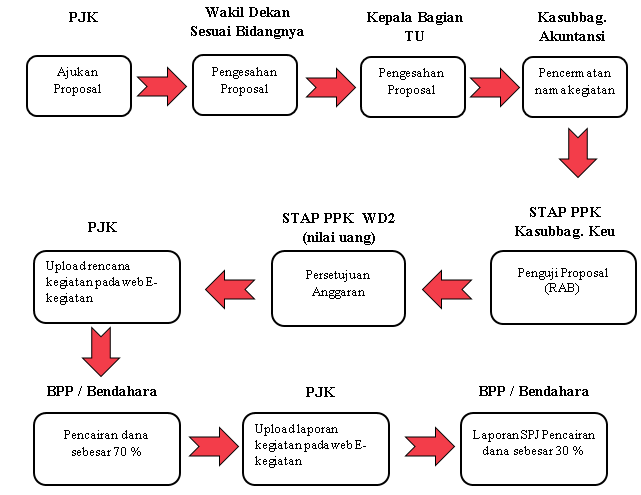 PJK
Wakil Dekan
Sesuai Bidangnya
Kepala Bagian
TU
Kasubbag.
Akuntansi
Ajukan
Proposal
Pengesahan
Proposal
Pengesahan
Proposal
Pencermatan
nama kegiatan
PJK
STAP PPK WD2
(nilai uang)
STAP PPK
Kasubbag. Keu
Upload rencana
kegiatan pada web E-
kegiatan
Persetujuan
Anggaran
Penguji Proposal
(RAB)
BPP / Bendahara
PJK
BPP / Bendahara
Pencairan dana
sebesar 70 %
Upload laporan
kegiatan pada web E-
kegiatan
Laporan SPJ Pencairan
dana sebesar 30 %